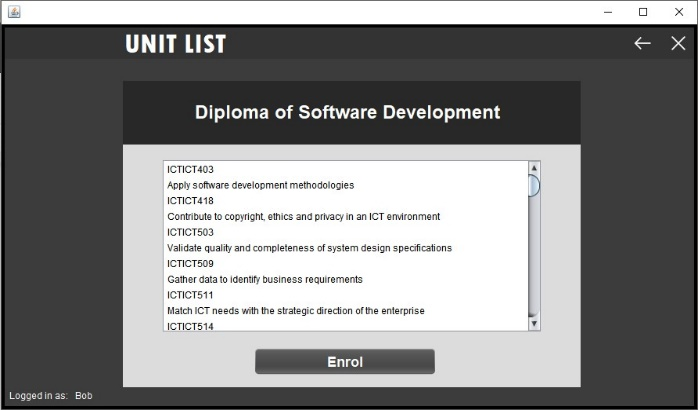 UNIT LIST
Diploma of Software Development
ICTICT403
Apply software development methodologies
ICTICT418
Contribute to copyright, ethics and privacy in an ICT environment
ICTICT503
Validate quality and completeness of system design specifications
ICTICT509
Gather data to identify business requirements
ICTICT511
Match ICT needs with the strategic direction of the enterprise
ICTICT514
Enrol
Logged in as: Bob